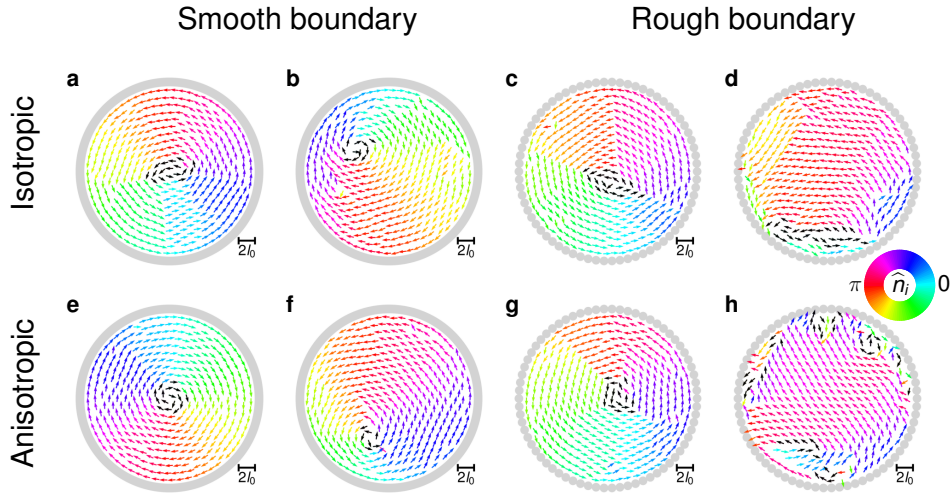 Smooth boundary
Rough boundary
Isotropic
a
b
c
d
2l₀
2l₀
2l₀
2l₀
π
n̂ᵢ
0
Anisotropic
e
f
g
h
2l₀
2l₀
2l₀
2l₀